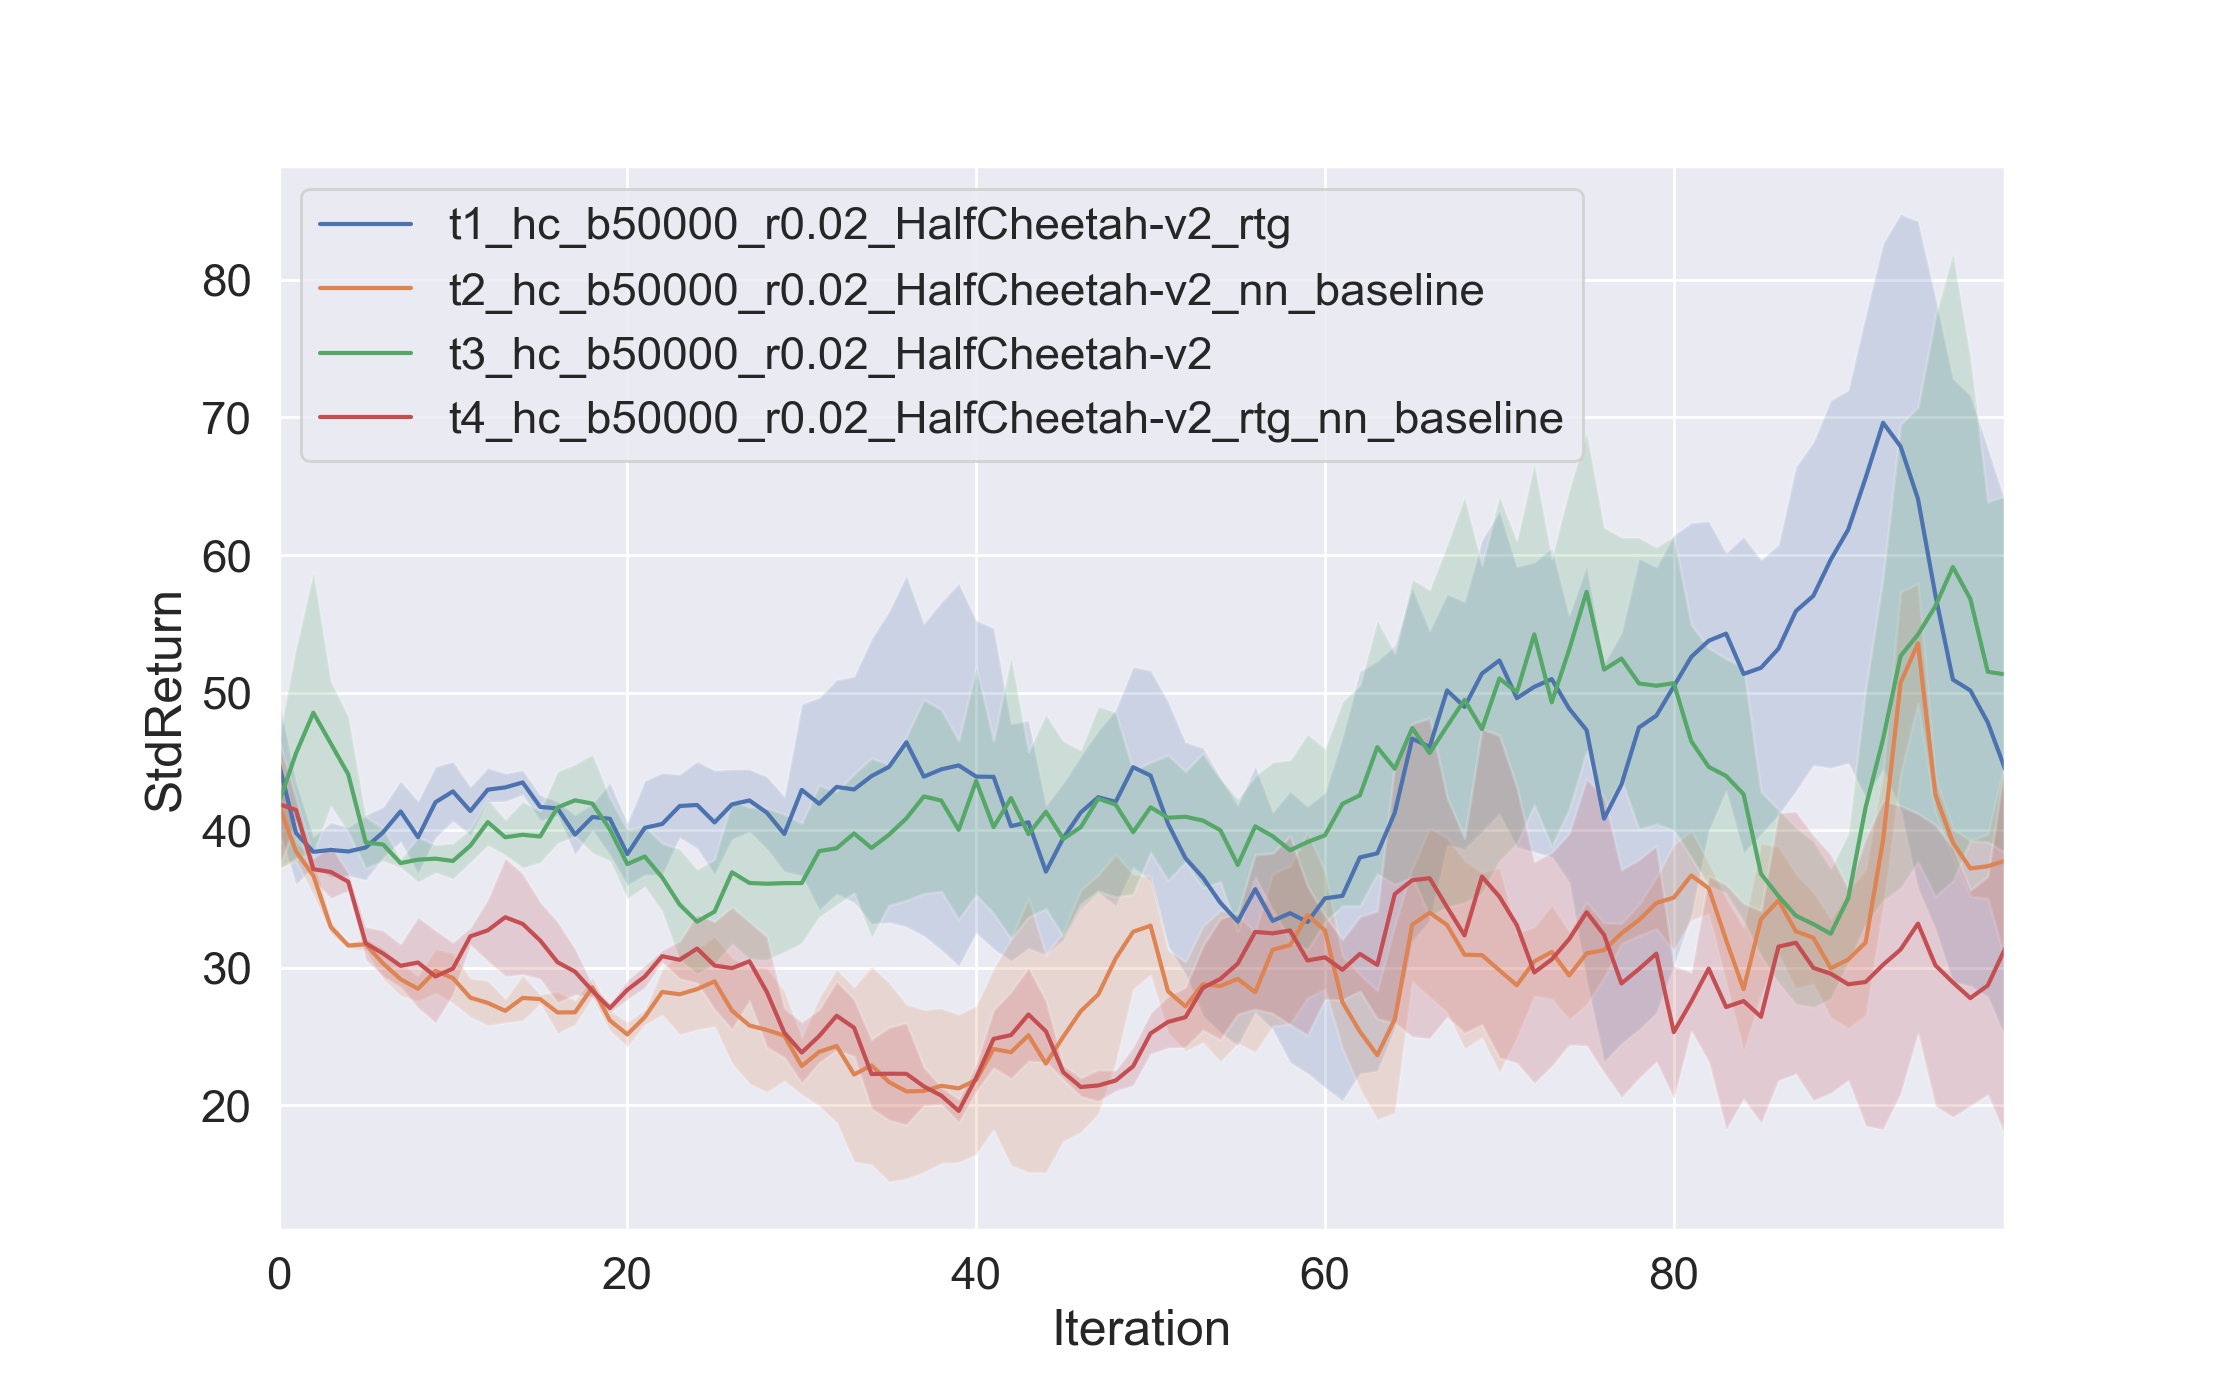 t1_hc_b50000_r0.02_HalfCheetah-v2_rtg
t2_hc_b50000_r0.02_HalfCheetah-v2_nn_baseline
t3_hc_b50000_r0.02_HalfCheetah-v2
t4_hc_b50000_r0.02_HalfCheetah-v2_rtg_nn_baseline
80
70
60
50
40
30
20
StdReturn
0 20 40 60 80
Iteration